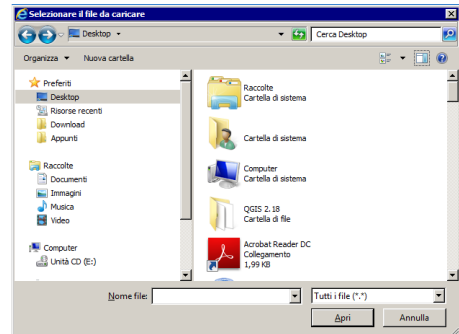 Selezionare il file da caricare
Desktop
Cerca Desktop
Organizza
Nuova cartella
Preferiti
Desktop
Risorse recenti
Download
Appunti
Raccolte
Documenti
Immagini
Musica
Video
Computer
Unità CD (E:)
Raccolte
Cartella di sistema
Cartella di sistema
Computer
Cartella di sistema
QGIS 2.18
Cartella di file
Acrobat Reader DC
Collegamento
1,99 KB
Nome file:
Tutti i file (*.*)
Apri
Annulla